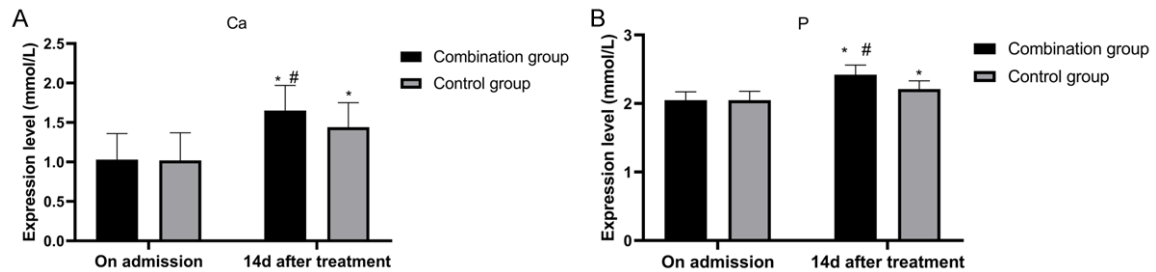 A
Ca
Expression level (mmol/L)
2.5
2.0
1.5
1.0
0.5
0.0
* #
*
On admission
14d after treatment
Combination group
Control group
B
P
Expression level (mmol/L)
3
2
1
0
* #
*
On admission
14d after treatment
Combination group
Control group